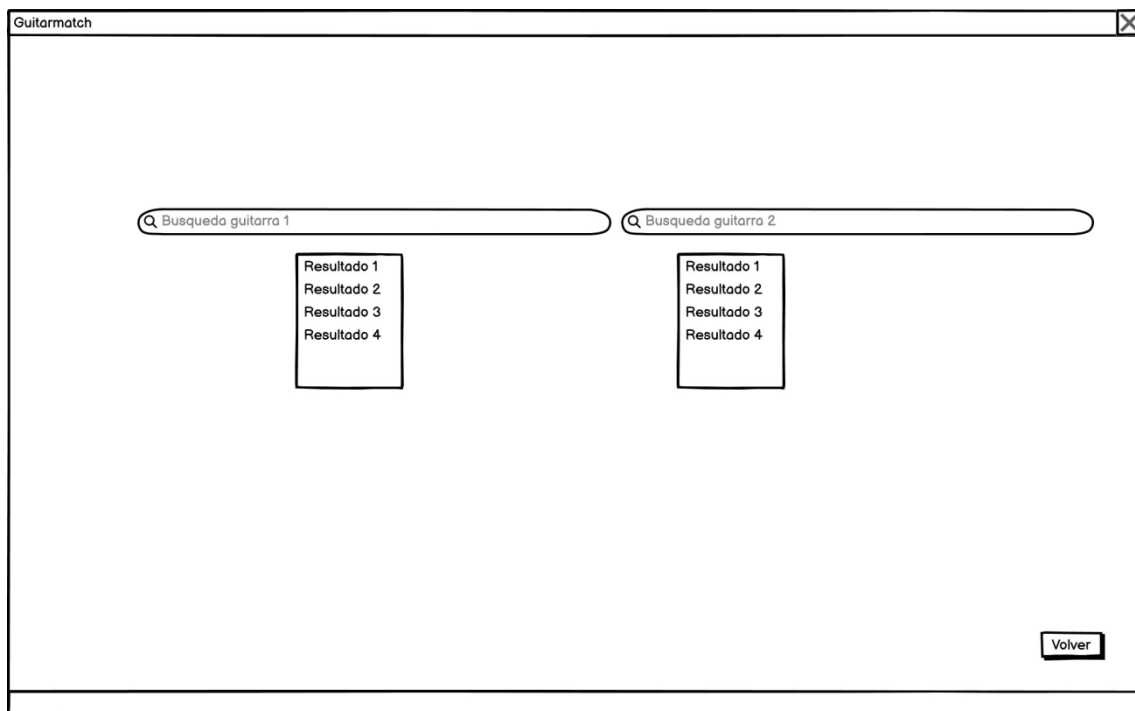 Guitarmatch
Busqueda guitarra 1
Busqueda guitarra 2
Resultado 1
Resultado 2
Resultado 3
Resultado 4
Resultado 1
Resultado 2
Resultado 3
Resultado 4
Volver